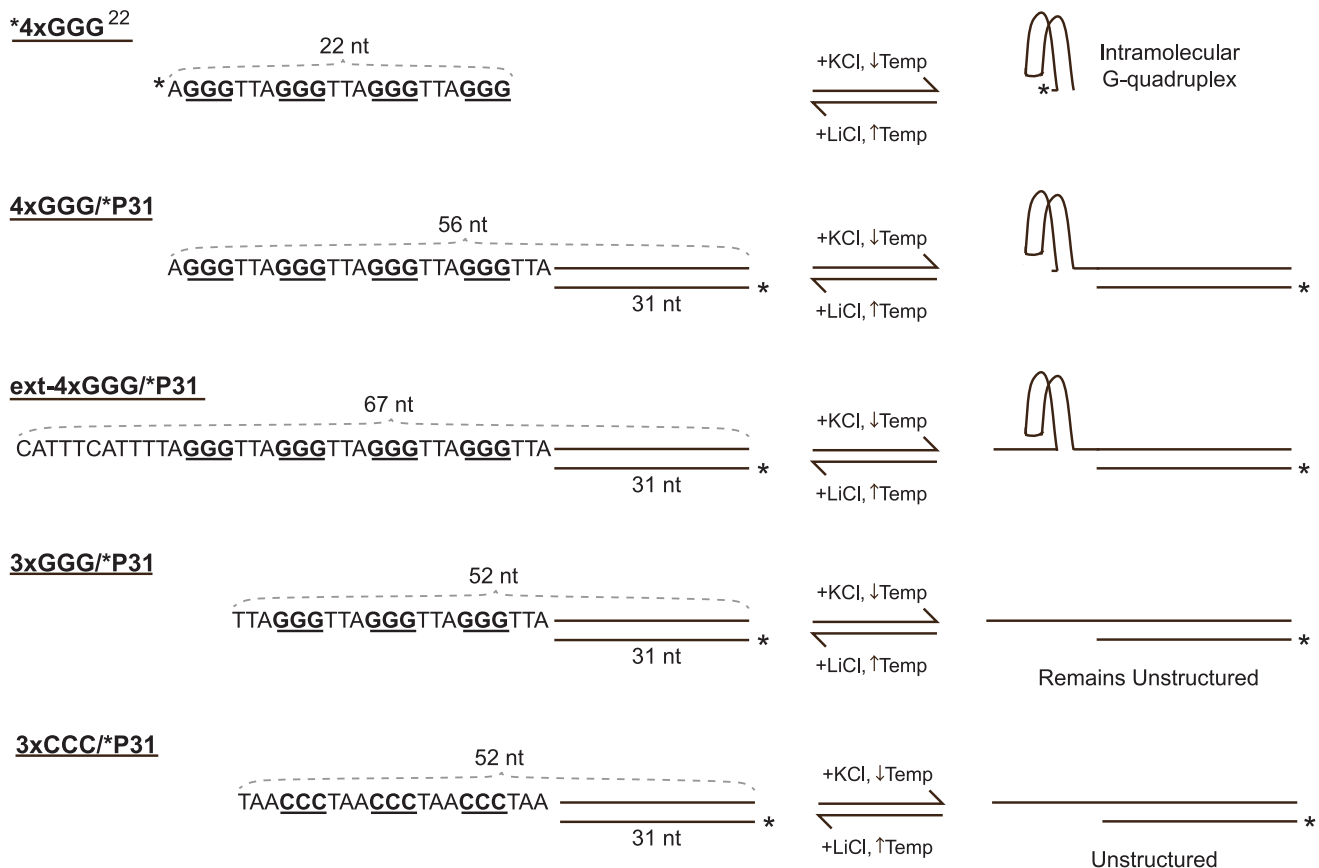 *4xGGG22
22 nt
*AGGGTTAGGGTTAGGGTTAGGG
+KCl, ↓Temp
+LiCl, ↑Temp
*
Intramolecular
G-quadruplex
4xGGG/*P31
56 nt
AGGGTTAGGGTTAGGGTTAGGGTTA
*
31 nt
+KCl, ↓Temp
+LiCl, ↑Temp
*
ext-4xGGG/*P31
67 nt
CATTTCATTTTAGGGTTAGGGTTAGGGTTAGGGTTA
*
31 nt
+KCl, ↓Temp
+LiCl, ↑Temp
*
3xGGG/*P31
52 nt
TTAGGGTTAGGGTTAGGGTTA
*
31 nt
+KCl, ↓Temp
+LiCl, ↑Temp
*
Remains Unstructured
3xCCC/*P31
52 nt
TAACCCTAACCCTAACCCTAA
*
31 nt
+KCl, ↓Temp
+LiCl, ↑Temp
*
Unstructured